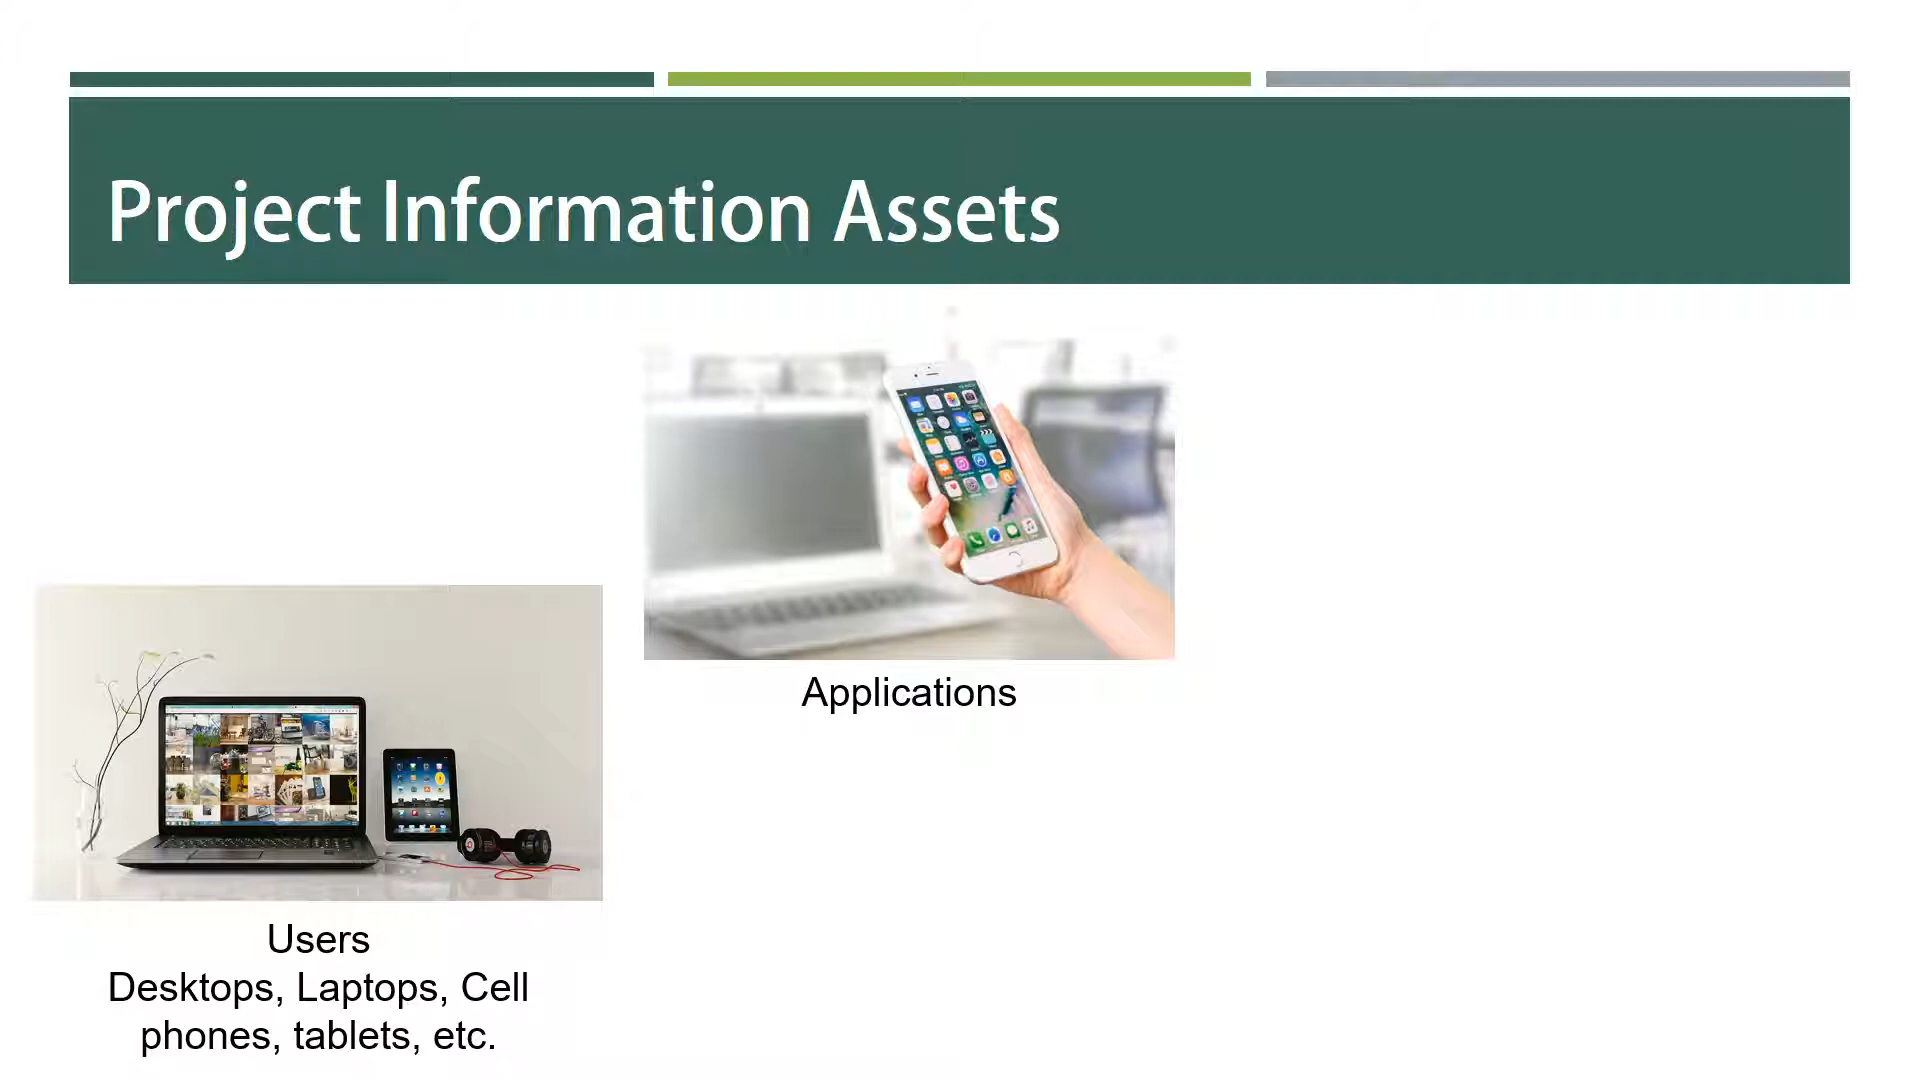 Project Information Assets
Applications
Users
Desktops, Laptops, Cell
phones, tablets, etc.